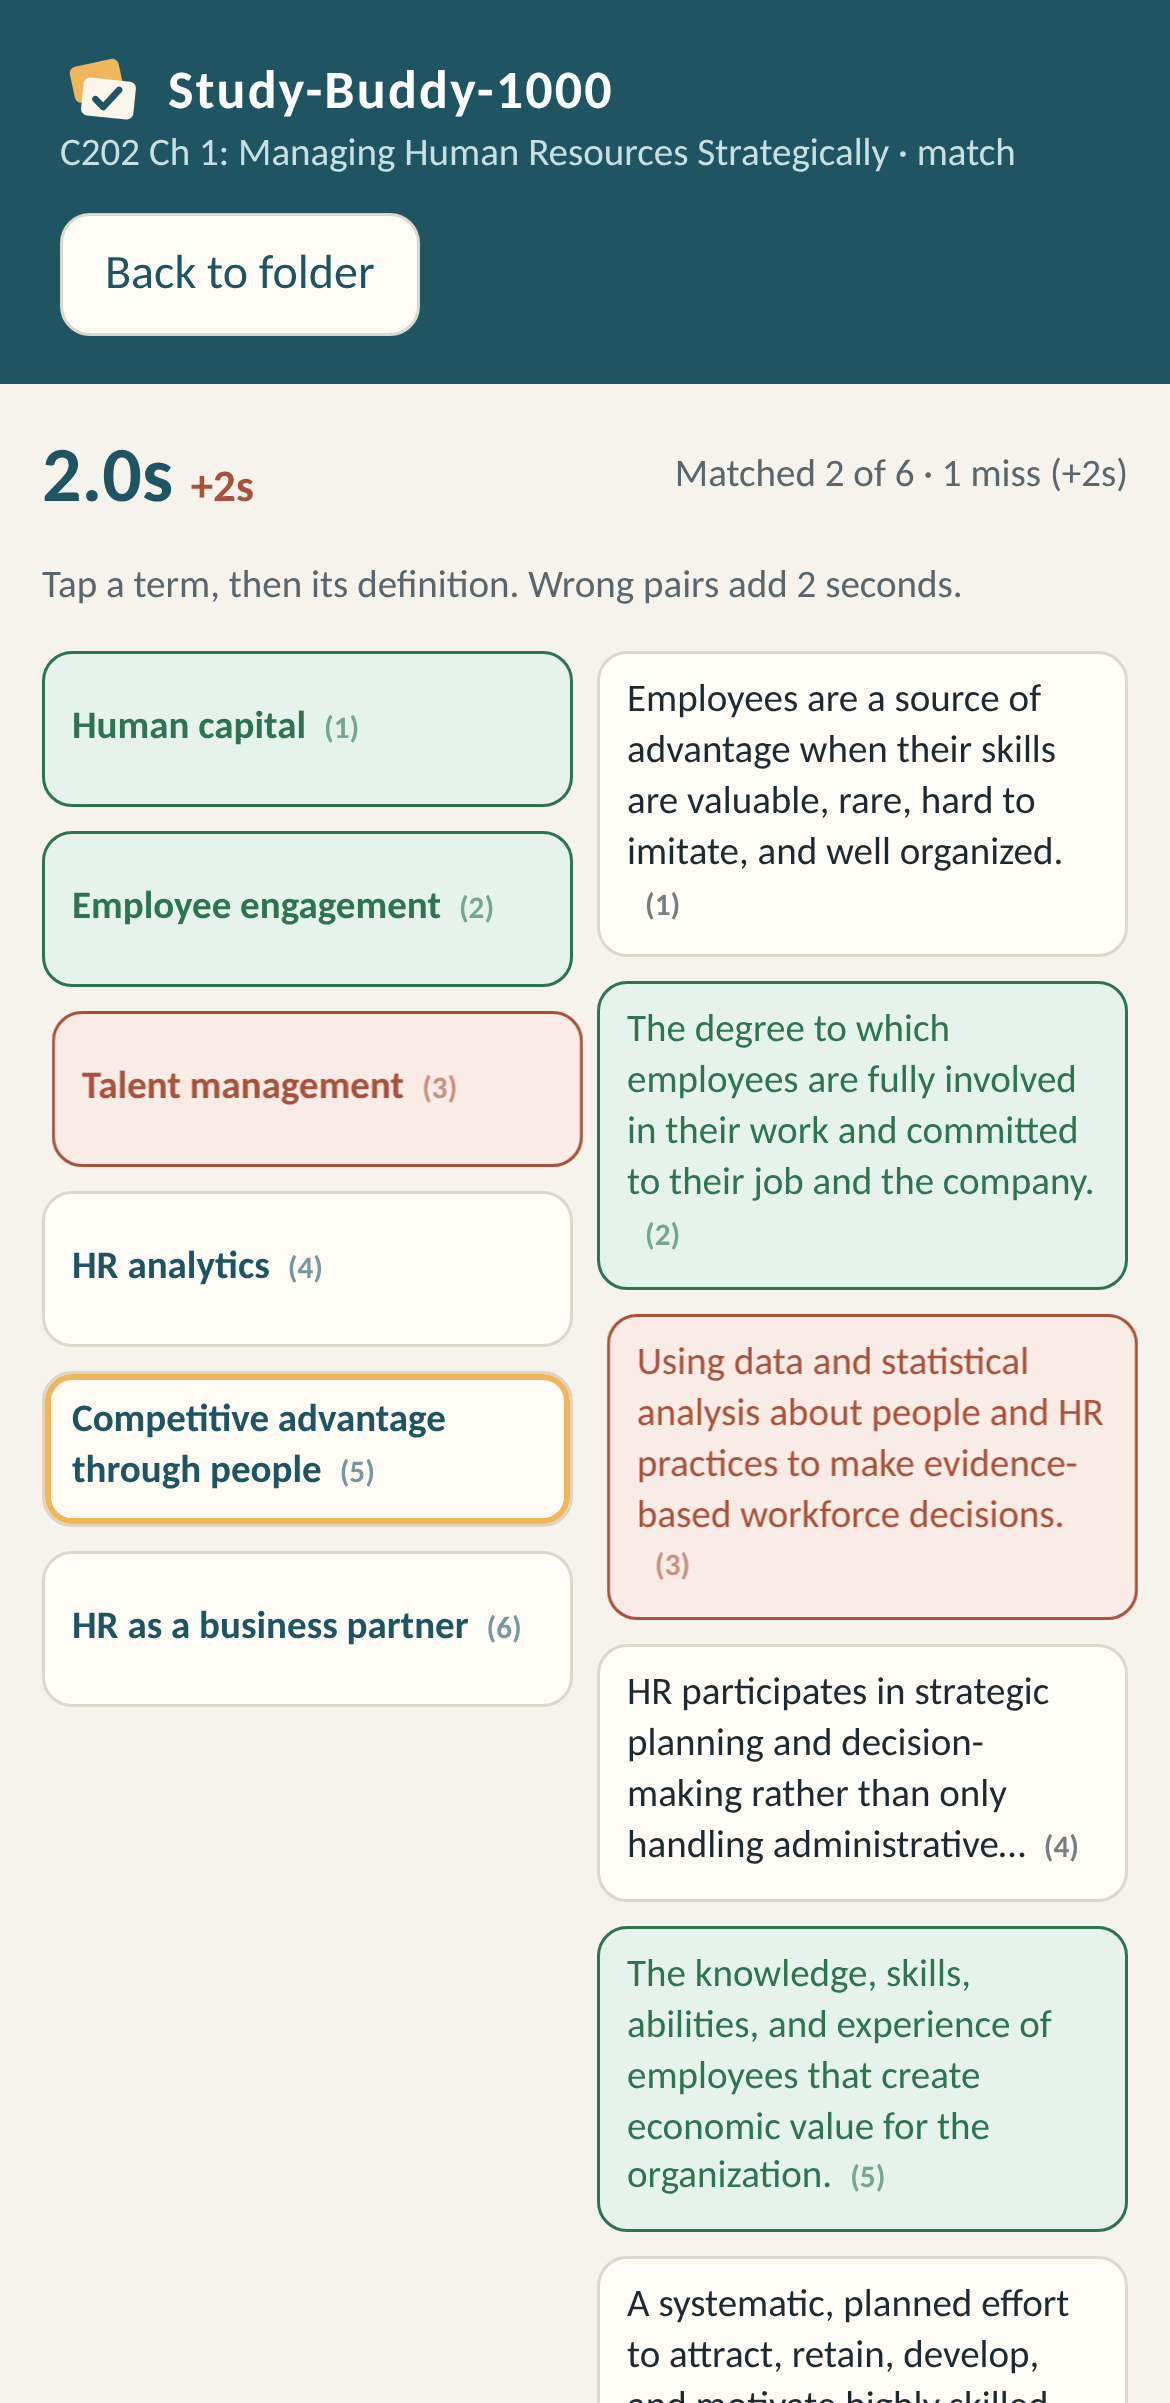 Study-Buddy-1000
C202 Ch 1: Managing Human Resources Strategically · match
Back to folder
2.0s +2s
Matched 2 of 6 · 1 miss (+2s)
Tap a term, then its definition. Wrong pairs add 2 seconds.
Human capital (1)
Employee engagement (2)
Talent management (3)
HR analytics (4)
Competitive advantage
through people (5)
HR as a business partner (6)
Employees are a source of
advantage when their skills
are valuable, rare, hard to
imitate, and well organized.
(1)
The degree to which
employees are fully involved
in their work and committed
to their job and the company.
(2)
Using data and statistical
analysis about people and HR
practices to make evidence-
based workforce decisions.
(3)
HR participates in strategic
planning and decision-
making rather than only
handling administrative... (4)
The knowledge, skills,
abilities, and experience of
employees that create
economic value for the
organization. (5)
A systematic, planned effort
to attract, retain, develop,
and motivate highly skilled